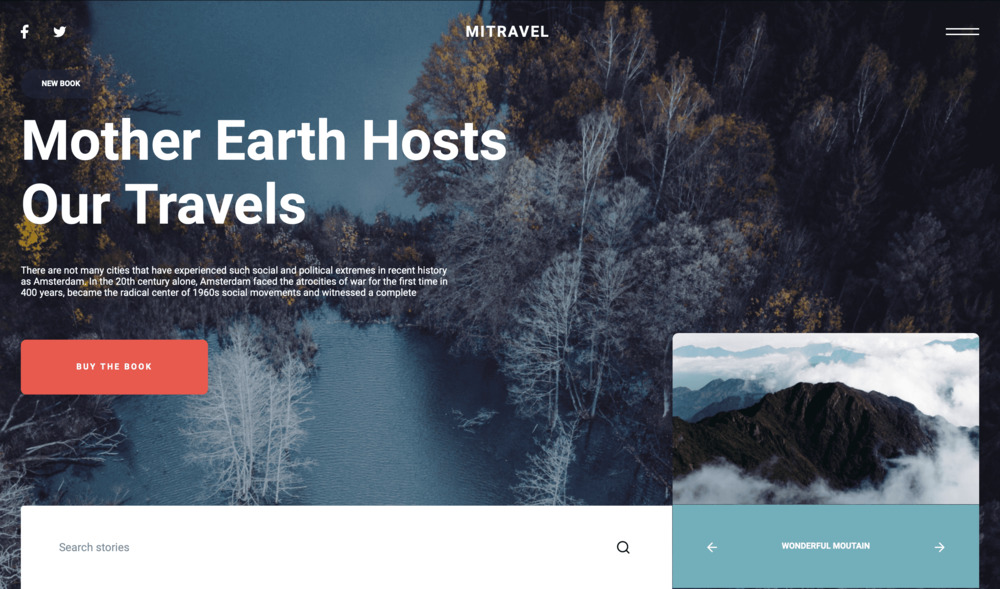 MITRAVEL
NEW BOOK
Mother Earth Hosts
Our Travels
There are not many cities that have experienced such social and political extremes in recent history
as Amsterdam. In the 20th century alone, Amsterdam faced the atrocities of war for the first time in
400 years, became the radical center of 1960s social movements and witnessed a complete
BUY THE BOOK
Search stories
WONDERFUL MOUTAIN